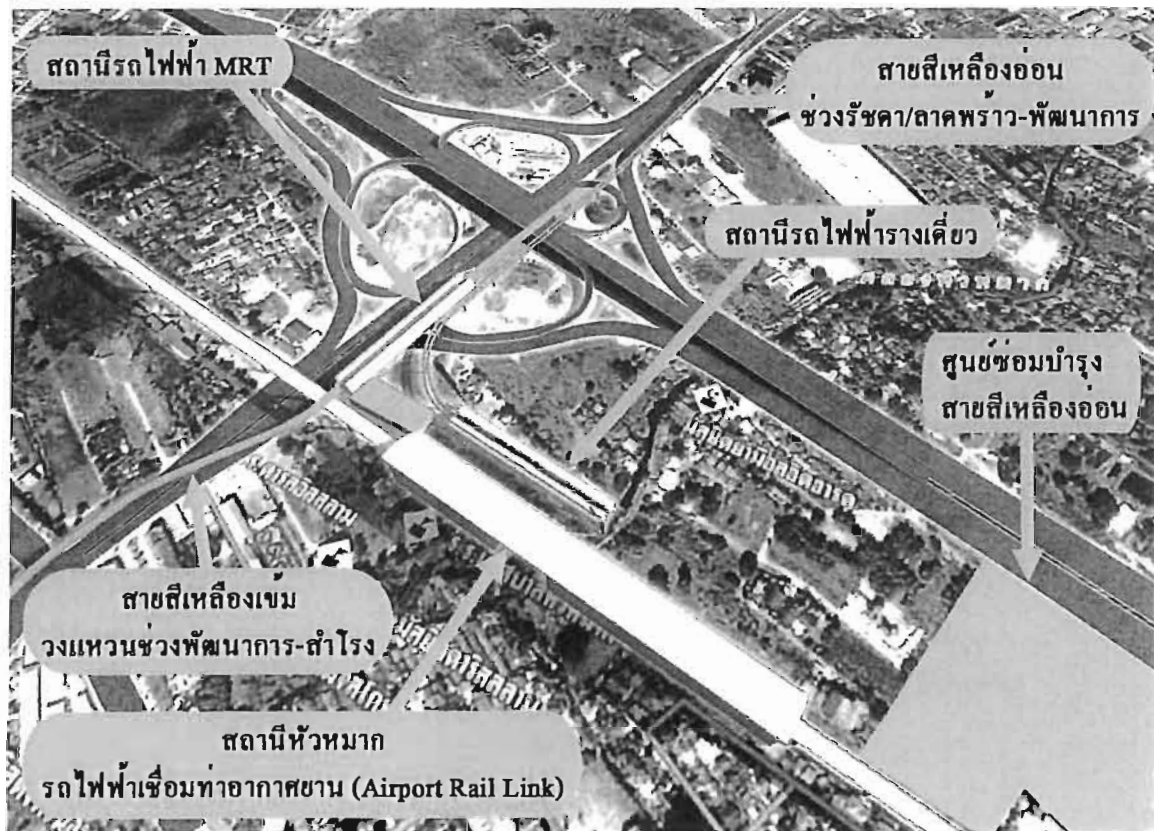 สถานีรถไฟฟ้า MRT
สายสีเหลืองอ่อน
ช่วงรัชดา/ลาดพร้าว-พัฒนาการ
สถานีรถไฟฟ้ารางเดี่ยว
ศูนย์ซ่อมบำรุง
สายสีเหลืองอ่อน
สายสีเหลืองเข้ม
วงแหวนช่วงพัฒนาการ-สำโรง
สถานีหัวหมาก
รถไฟฟ้าเชื่อมท่าอากาศยาน (Airport Rail Link)